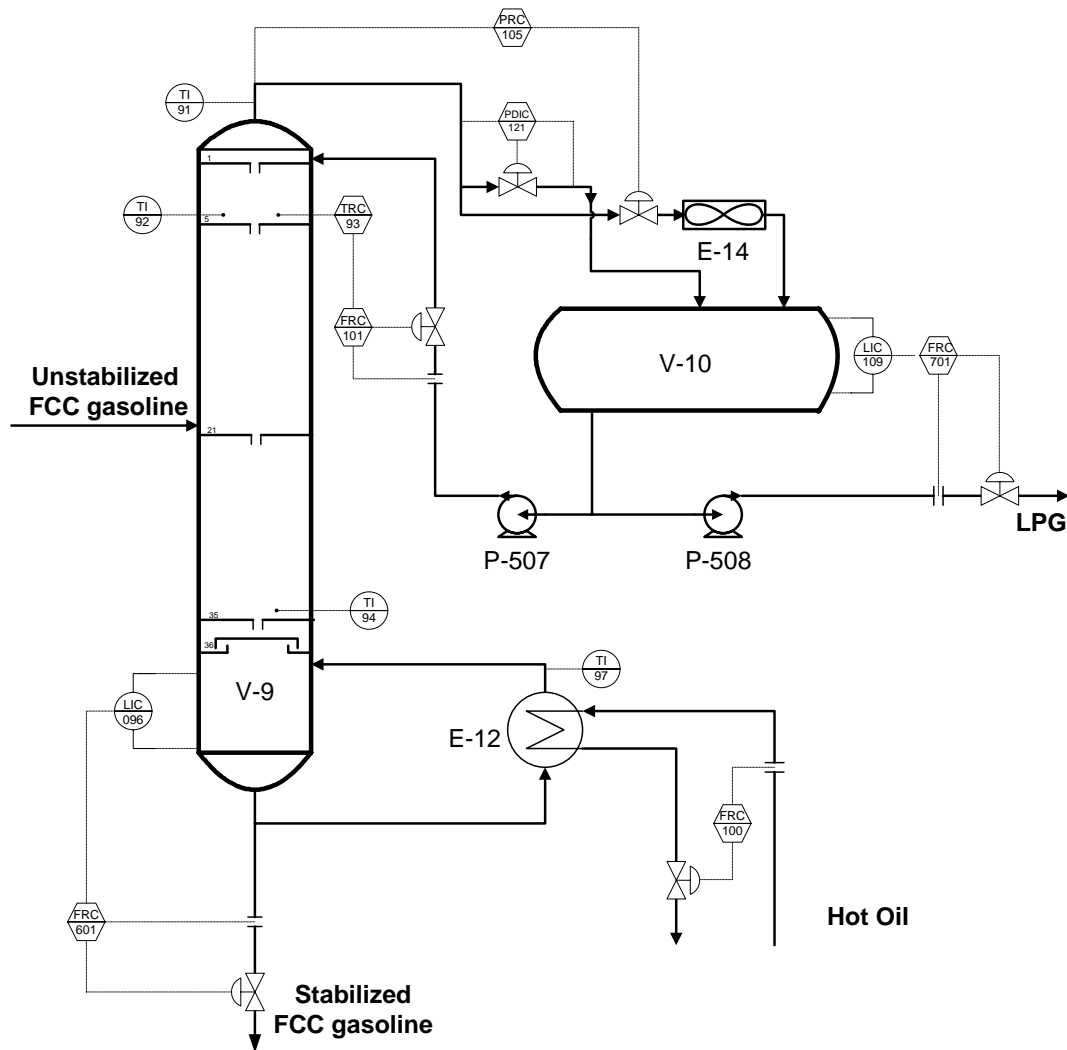 PRC
105
TI
91
PDIC
121
1
TI
92
5
TRC
93
E-14
FRC
101
V-10
LIC
109
FRC
701
Unstabilized
FCC gasoline
21
P-507
P-508
LPG
35
TI
94
36
V-9
TI
97
LIC
096
E-12
FRC
100
FRC
601
Hot Oil
Stabilized
FCC gasoline